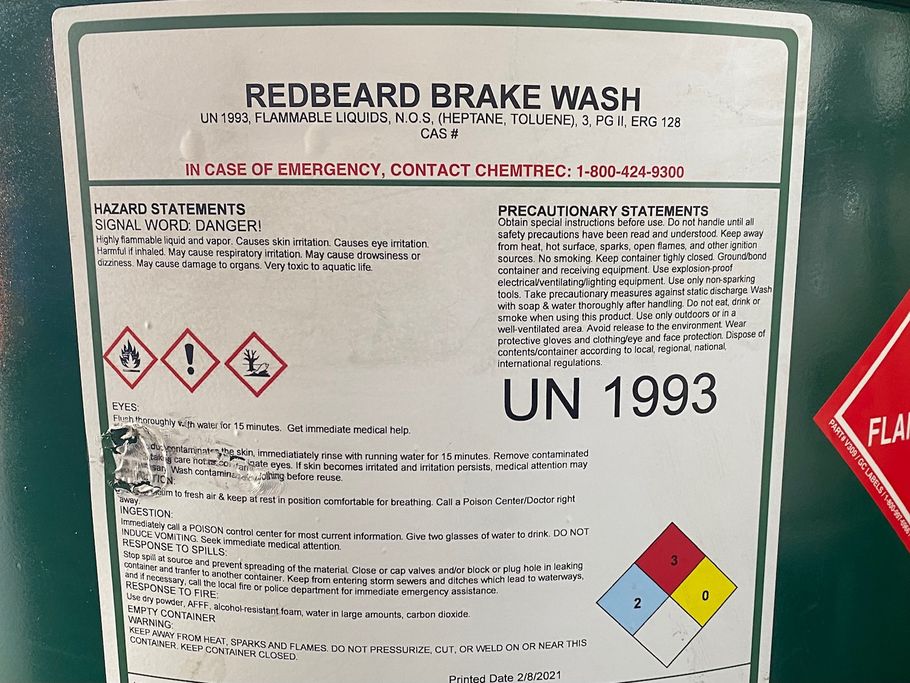 REDBEARD BRAKE WASH
UN 1993, FLAMMABLE LIQUIDS, N.O.S, (HEPTANE, TOLUENE), 3, PG II, ERG 128
CAS #
IN CASE OF EMERGENCY, CONTACT CHEMTREC: 1-800-424-9300
HAZARD STATEMENTS
SIGNAL WORD: DANGER!
Highly flammable liquid and vapor. Causes skin irritation. Causes eye irritation.
Harmful if inhaled. May cause respiratory irritation. May cause drowsiness or
dizziness. May cause damage to organs. Very toxic to aquatic life.
PRECAUTIONARY STATEMENTS
Obtain special instructions before use. Do not handle until all
safety precautions have been read and understood. Keep away
from heat, hot surface, sparks, open flames, and other ignition
sources. No smoking. Keep container tighly closed. Ground/bond
container and receiving equipment. Use explosion-proof
electrical/ventilating/lighting equipment. Use only non-sparking
tools. Take precautionary measures against static discharge. Wash
with soap & water thoroughly after handling. Do not eat, drink or
smoke when using this product. Use only outdoors or in a
well-ventilated area. Avoid release to the environment. Wear
protective gloves and clothing/eye and face protection. Dispose of
contents/container according to local, regional, national,
international regulations.
UN 1993
EYES:
Flush thoroughly with water for 15 minutes. Get immediate medical help.
contaminates the skin, immediatately rinse with running water for 15 minutes. Remove contaminated
taking care not to contaminate eyes. If skin becomes irritated and irritation persists, medical attention may
Wash contaminated clothing before reuse.
to fresh air & keep at rest in position comfortable for breathing. Call a Poison Center/Doctor right
away.
INGESTION:
Immediately call a POISON control center for most current information. Give two glasses of water to drink. DO NOT
INDUCE VOMITING. Seek immediate medical attention.
RESPONSE TO SPILLS:
Stop spill at source and prevent spreading of the material. Close or cap valves and/or block or plug hole in leaking
container and tranfer to another container. Keep from entering storm sewers and ditches which lead to waterways,
and if necessary, call the local fire or police department for immediate emergency assistance.
RESPONSE TO FIRE:
Use dry powder, AFFF, alcohol-resistant foam, water in large amounts, carbon dioxide.
EMPTY CONTAINER
WARNING:
KEEP AWAY FROM HEAT, SPARKS AND FLAMES. DO NOT PRESSURIZE, CUT, OR WELD ON OR NEAR THIS
CONTAINER. KEEP CONTAINER CLOSED.
3
2
0
Printed Date 2/8/2021
FLA
PART# V309 / GC LABELS / 1-800-997-6966